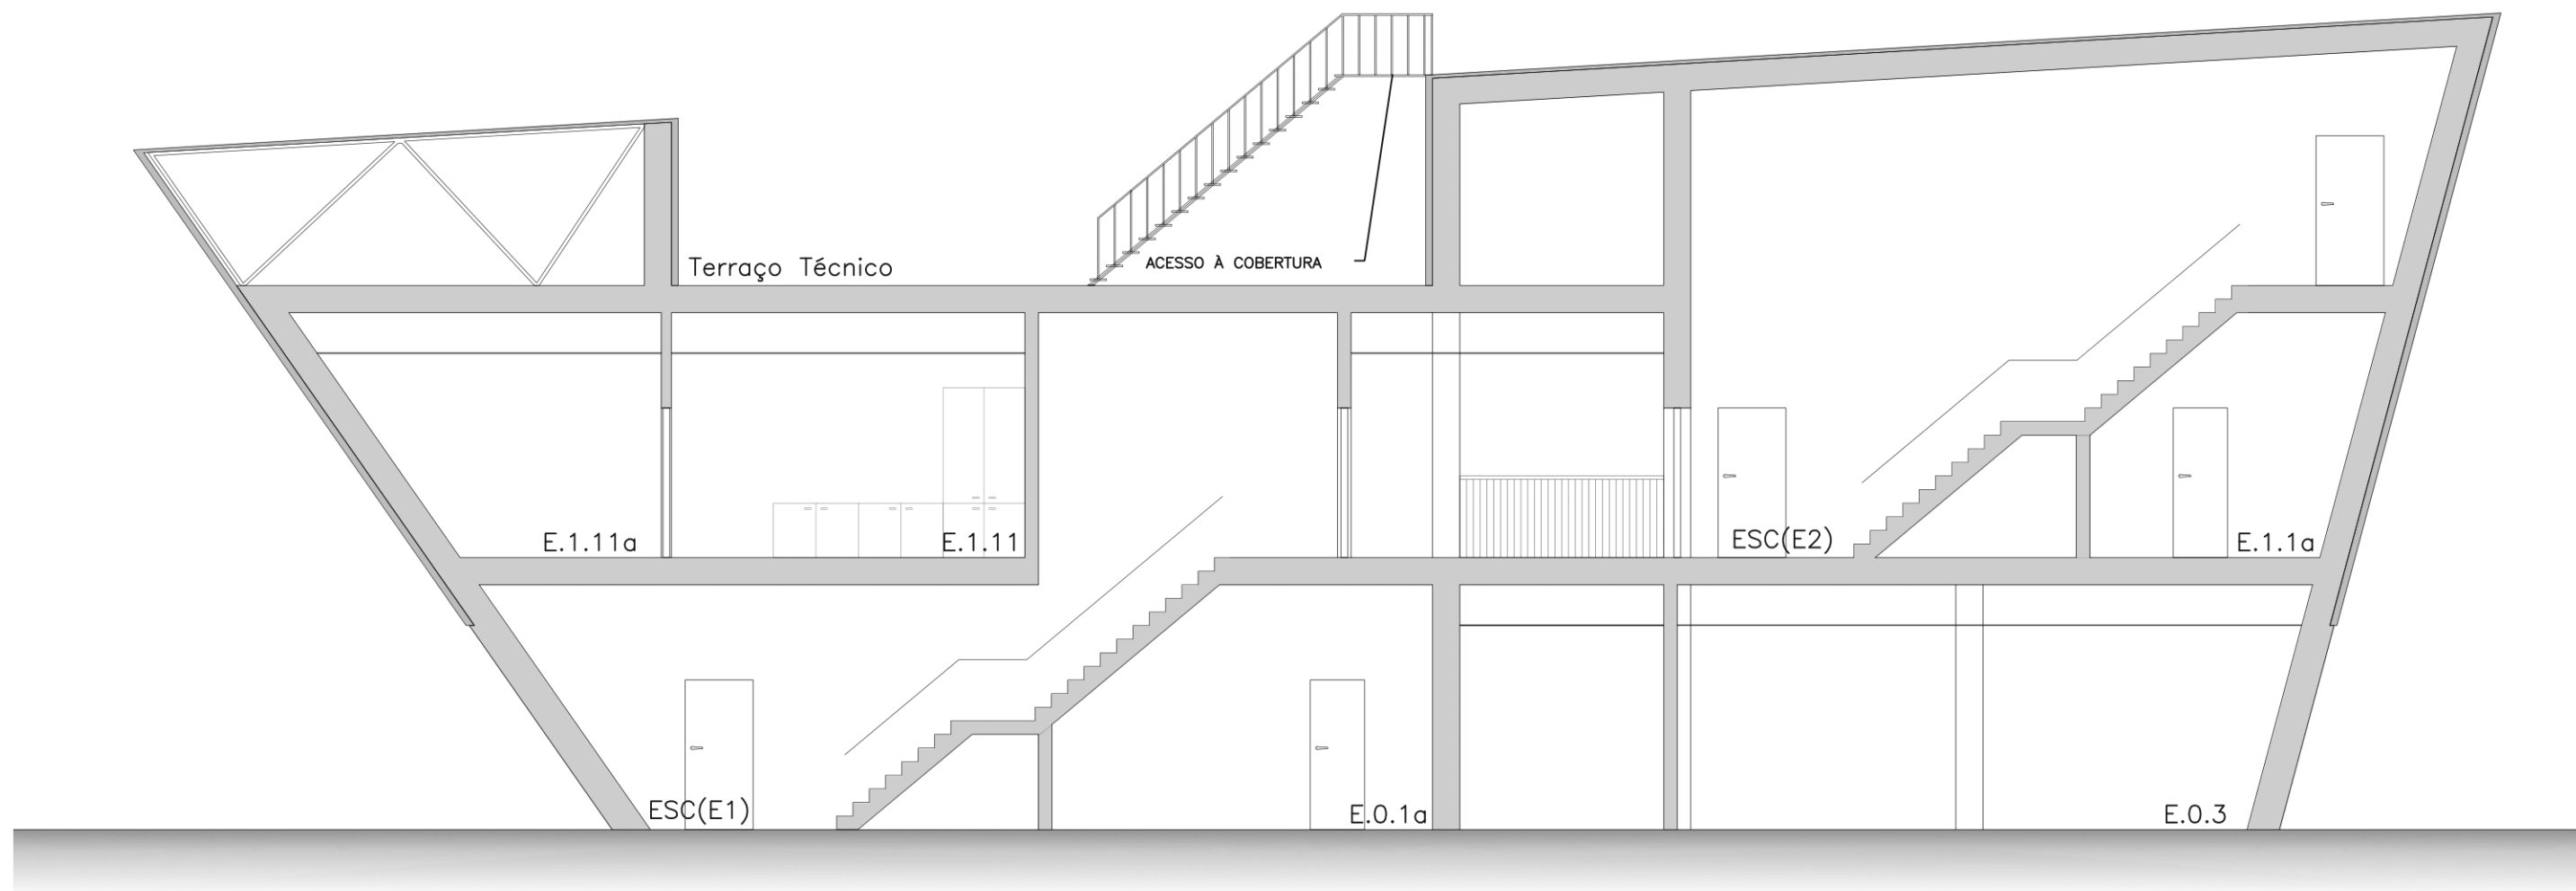 Terraço Técnico
ACESSO À COBERTURA
E.1.11a
E.1.11
ESC(E2)
E.1.1a
ESC(E1)
E.0.1a
E.0.3